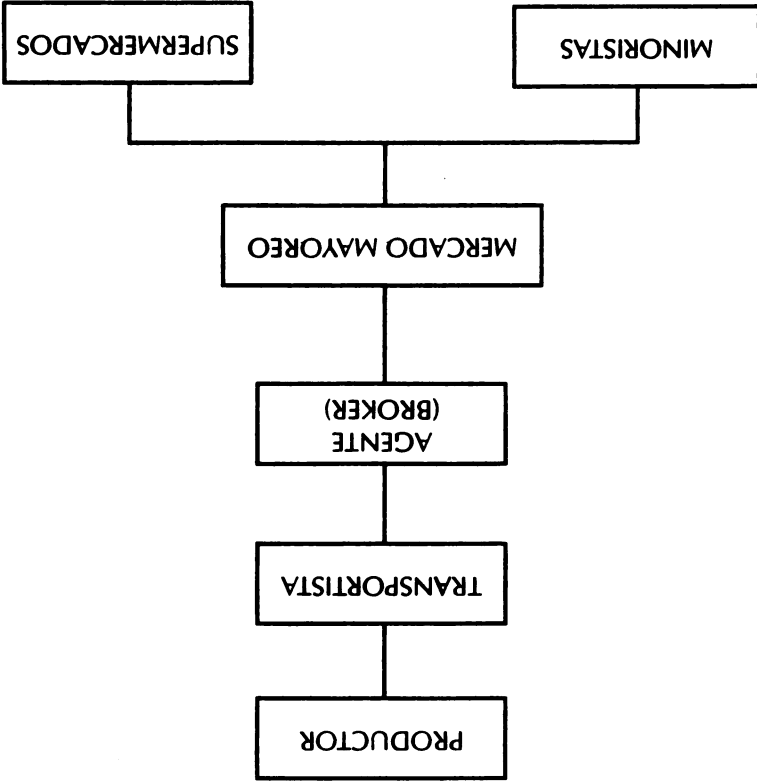 PRODUCTOR
TRANSPORTISTA
AGENTE
(BROKER)
MERCADO MAYOREO
MINORISTAS
SUPERMERCADOS